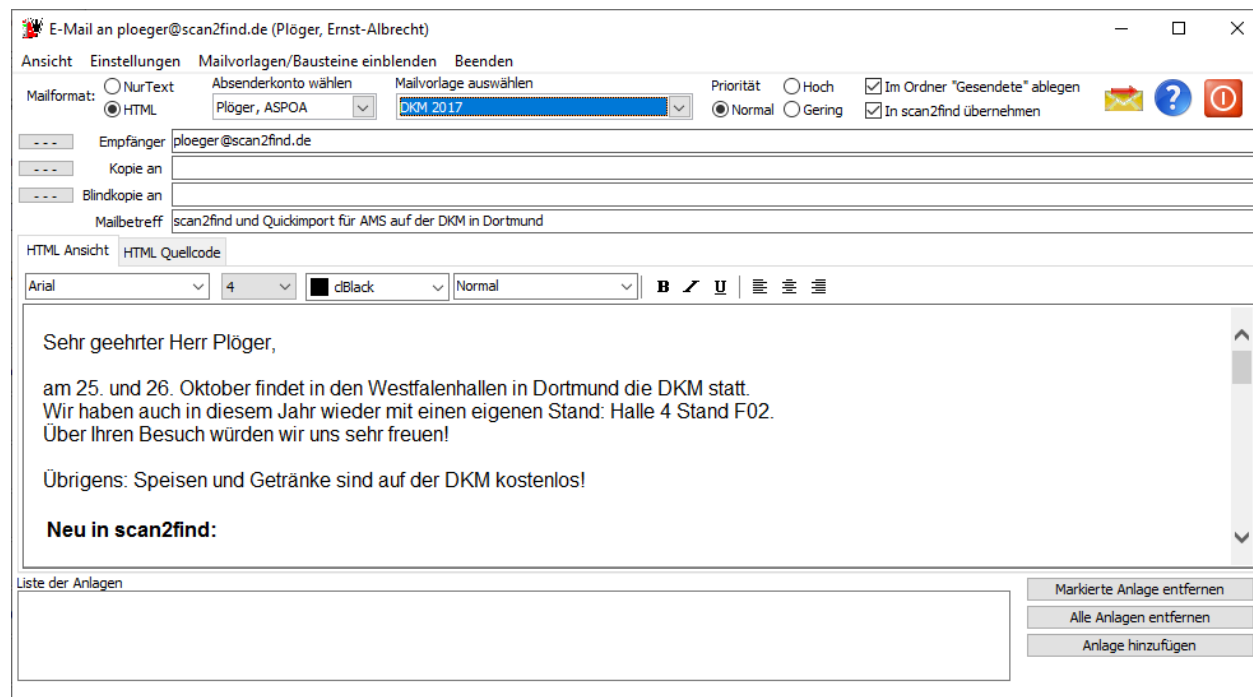 E-Mail an ploeger@scan2find.de (Plöger, Ernst-Albrecht)
Ansicht Einstellungen Mailvorlagen/Bausteine einblenden Beenden
Mailformat: NurText HTML
Absenderkonto wählen
Plöger, ASPOA
Mailvorlage auswählen
DKM 2017
Priorität Hoch
Normal Gering
Im Ordner "Gesendete" ablegen
In scan2find übernehmen
- - - Empfänger ploeger@scan2find.de
- - - Kopie an
- - - Blindkopie an
Mailbetreff scan2find und Quickimport für AMS auf der DKM in Dortmund
HTML Ansicht HTML Quellcode
Arial 4 clBlack Normal B I U
Sehr geehrter Herr Plöger,
am 25. und 26. Oktober findet in den Westfalenhallen in Dortmund die DKM statt.
Wir haben auch in diesem Jahr wieder mit einen eigenen Stand: Halle 4 Stand F02.
Über Ihren Besuch würden wir uns sehr freuen!
Übrigens: Speisen und Getränke sind auf der DKM kostenlos!
Neu in scan2find:
Liste der Anlagen
Markierte Anlage entfernen
Alle Anlagen entfernen
Anlage hinzufügen